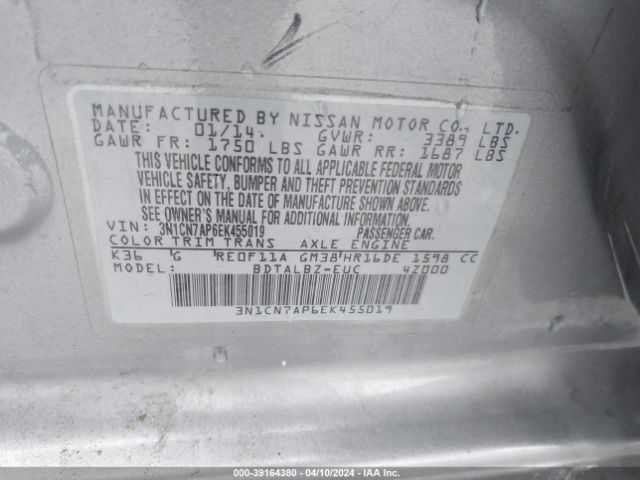 MANUFACTURED BY NISSAN MOTOR CO., LTD.
DATE: 01/14. GVWR: 3389 LBS
GAWR FR: 1750 LBS GAWR RR: 1687 LBS
THIS VEHICLE CONFORMS TO ALL APPLICABLE FEDERAL MOTOR
VEHICLE SAFETY, BUMPER AND THEFT PREVENTION STANDARDS
IN EFFECT ON THE DATE OF MANUFACTURE SHOWN ABOVE.
SEE OWNER'S MANUAL FOR ADDITIONAL INFORMATION.
VIN: 3N1CN7AP6EK455019 PASSENGER CAR.
COLOR TRIM TRANS AXLE ENGINE
K36 G RE0F11A GM38 HR16DE 1598 CC
MODEL: BDTALBZ-EUC 4Z000
3N1CN7AP6EK455019
000-39164380 - 04/10/2024 - IAA, Inc.